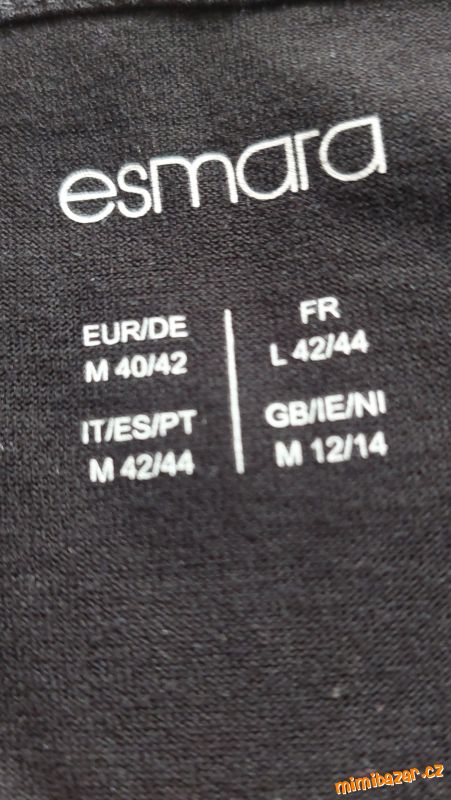 esmara
EUR/DE
M 40/42
FR
L 42/44
IT/ES/PT
M 42/44
GB/IE/NI
M 12/14
mimibazar.cz